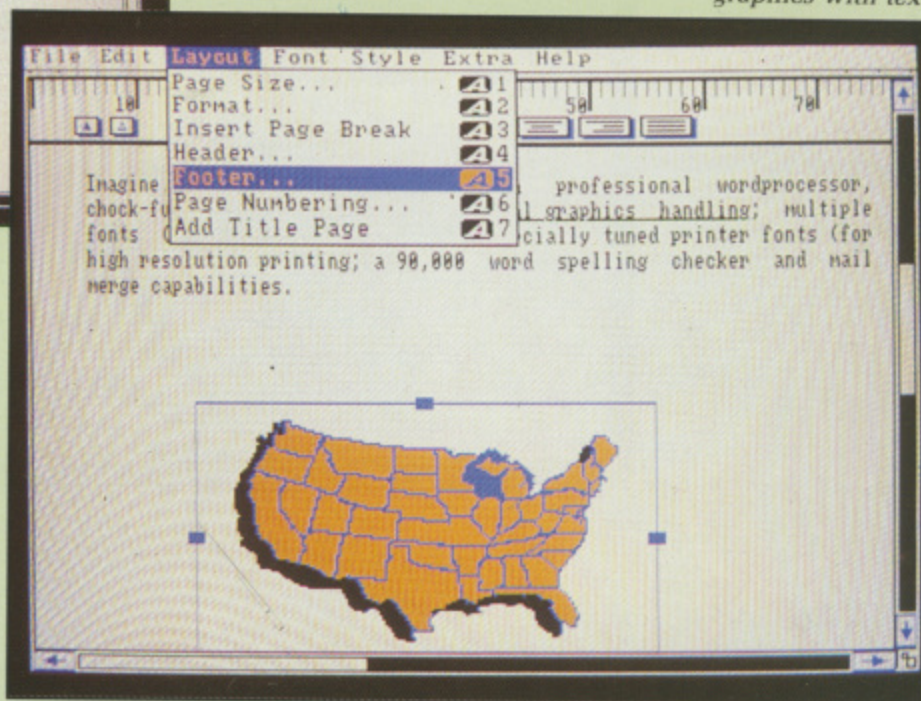 graphics with tex
File Edit Layout Font Style Extra Help
10 50 60 70
Page Size... A 1
Format... A 2
Insert Page Break A 3
Header... A 4
Footer... A 5
Page Numbering... A 6
Add Title Page A 7
Imagine professional wordprocessor,
chock-fu l graphics handling; multiple
fonts ( cially tuned printer fonts (for
high resolution printing; a 90,000 word spelling checker and mail
merge capabilities.